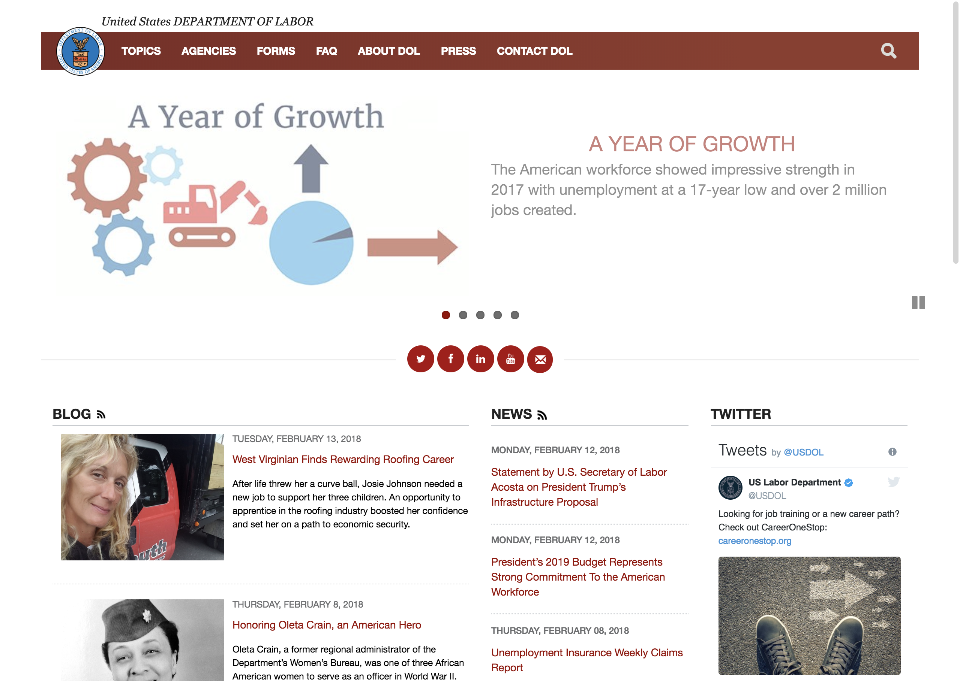 United States DEPARTMENT OF LABOR
TOPICS AGENCIES FORMS FAQ ABOUT DOL PRESS CONTACT DOL
A Year of Growth
A YEAR OF GROWTH
The American workforce showed impressive strength in
2017 with unemployment at a 17-year low and over 2 million
jobs created.
BLOG
TUESDAY, FEBRUARY 13, 2018
West Virginian Finds Rewarding Roofing Career
After life threw her a curve ball, Josie Johnson needed a
new job to support her three children. An opportunity to
apprentice in the roofing industry boosted her confidence
and set her on a path to economic security.
THURSDAY, FEBRUARY 8, 2018
Honoring Oleta Crain, an American Hero
Oleta Crain, a former regional administrator of the
Department's Women's Bureau, was one of three African
American women to serve as an officer in World War II.
NEWS
MONDAY, FEBRUARY 12, 2018
Statement by U.S. Secretary of Labor
Acosta on President Trump's
Infrastructure Proposal
MONDAY, FEBRUARY 12, 2018
President's 2019 Budget Represents
Strong Commitment To the American
Workforce
THURSDAY, FEBRUARY 08, 2018
Unemployment Insurance Weekly Claims
Report
TWITTER
Tweets by @USDOL
US Labor Department
@USDOL
Looking for job training or a new career path?
Check out CareerOneStop:
careeronestop.org